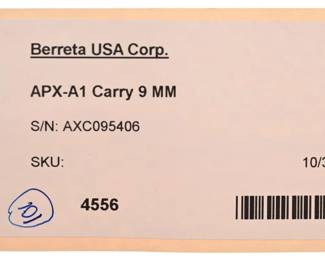 Berreta USA Corp.
APX-A1 Carry 9 MM
S/N: AXC095406
SKU:
10/3
4556